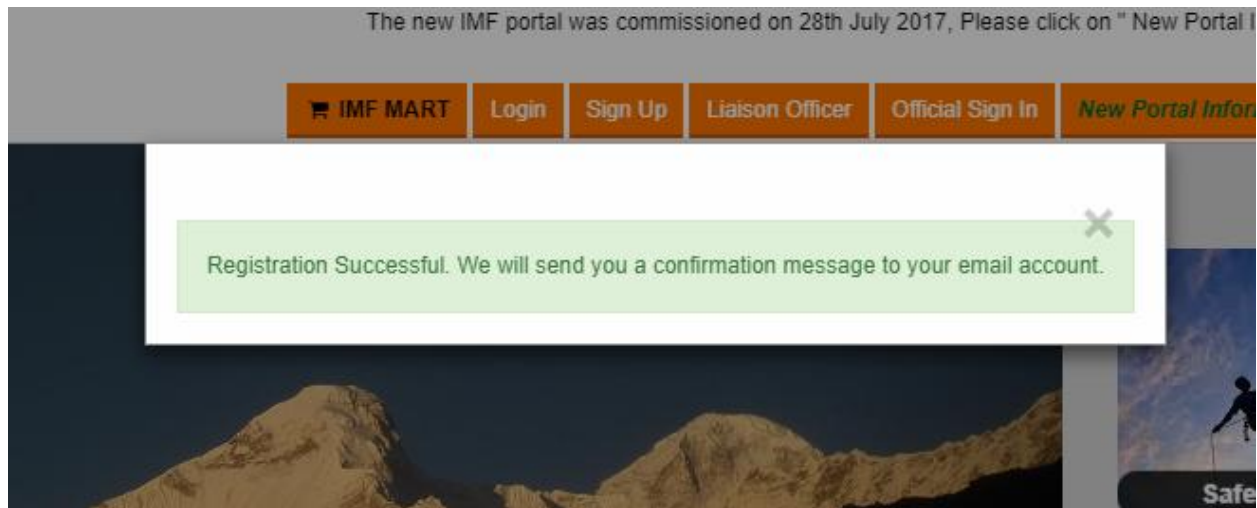 The new IMF portal was commissioned on 28th July 2017, Please click on " New Portal
IMF MART Login Sign Up Liaison Officer Official Sign In New Portal
Registration Successful. We will send you a confirmation message to your email account.
Safe